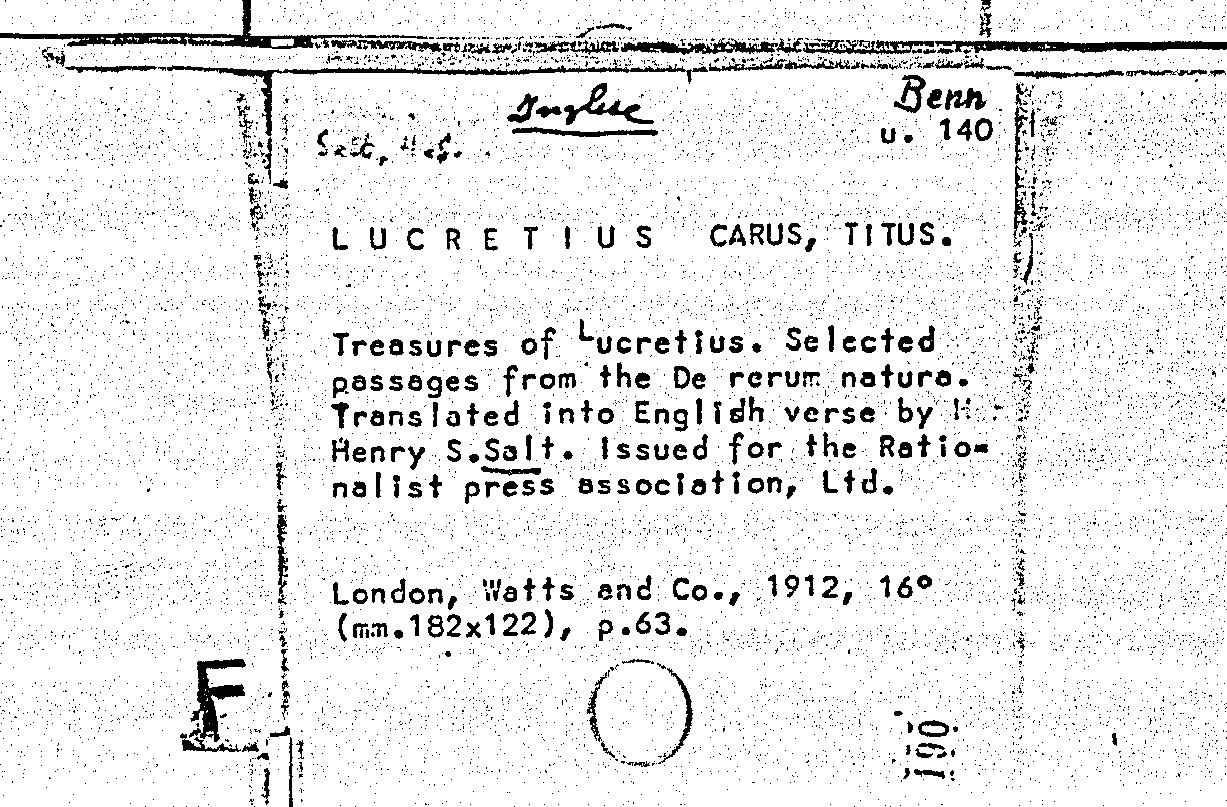 Inglese
Benn
u. 140
Salt, H.S.
LUCRETIUS CARUS, TITUS.
Treasures of Lucretius. Selected
passages from the De rerum natura.
Translated into English verse by H
Henry S.Salt. Issued for the Ratio-
nalist press association, Ltd.
London, Watts and Co., 1912, 16°
(mm.182x122), p.63.
F